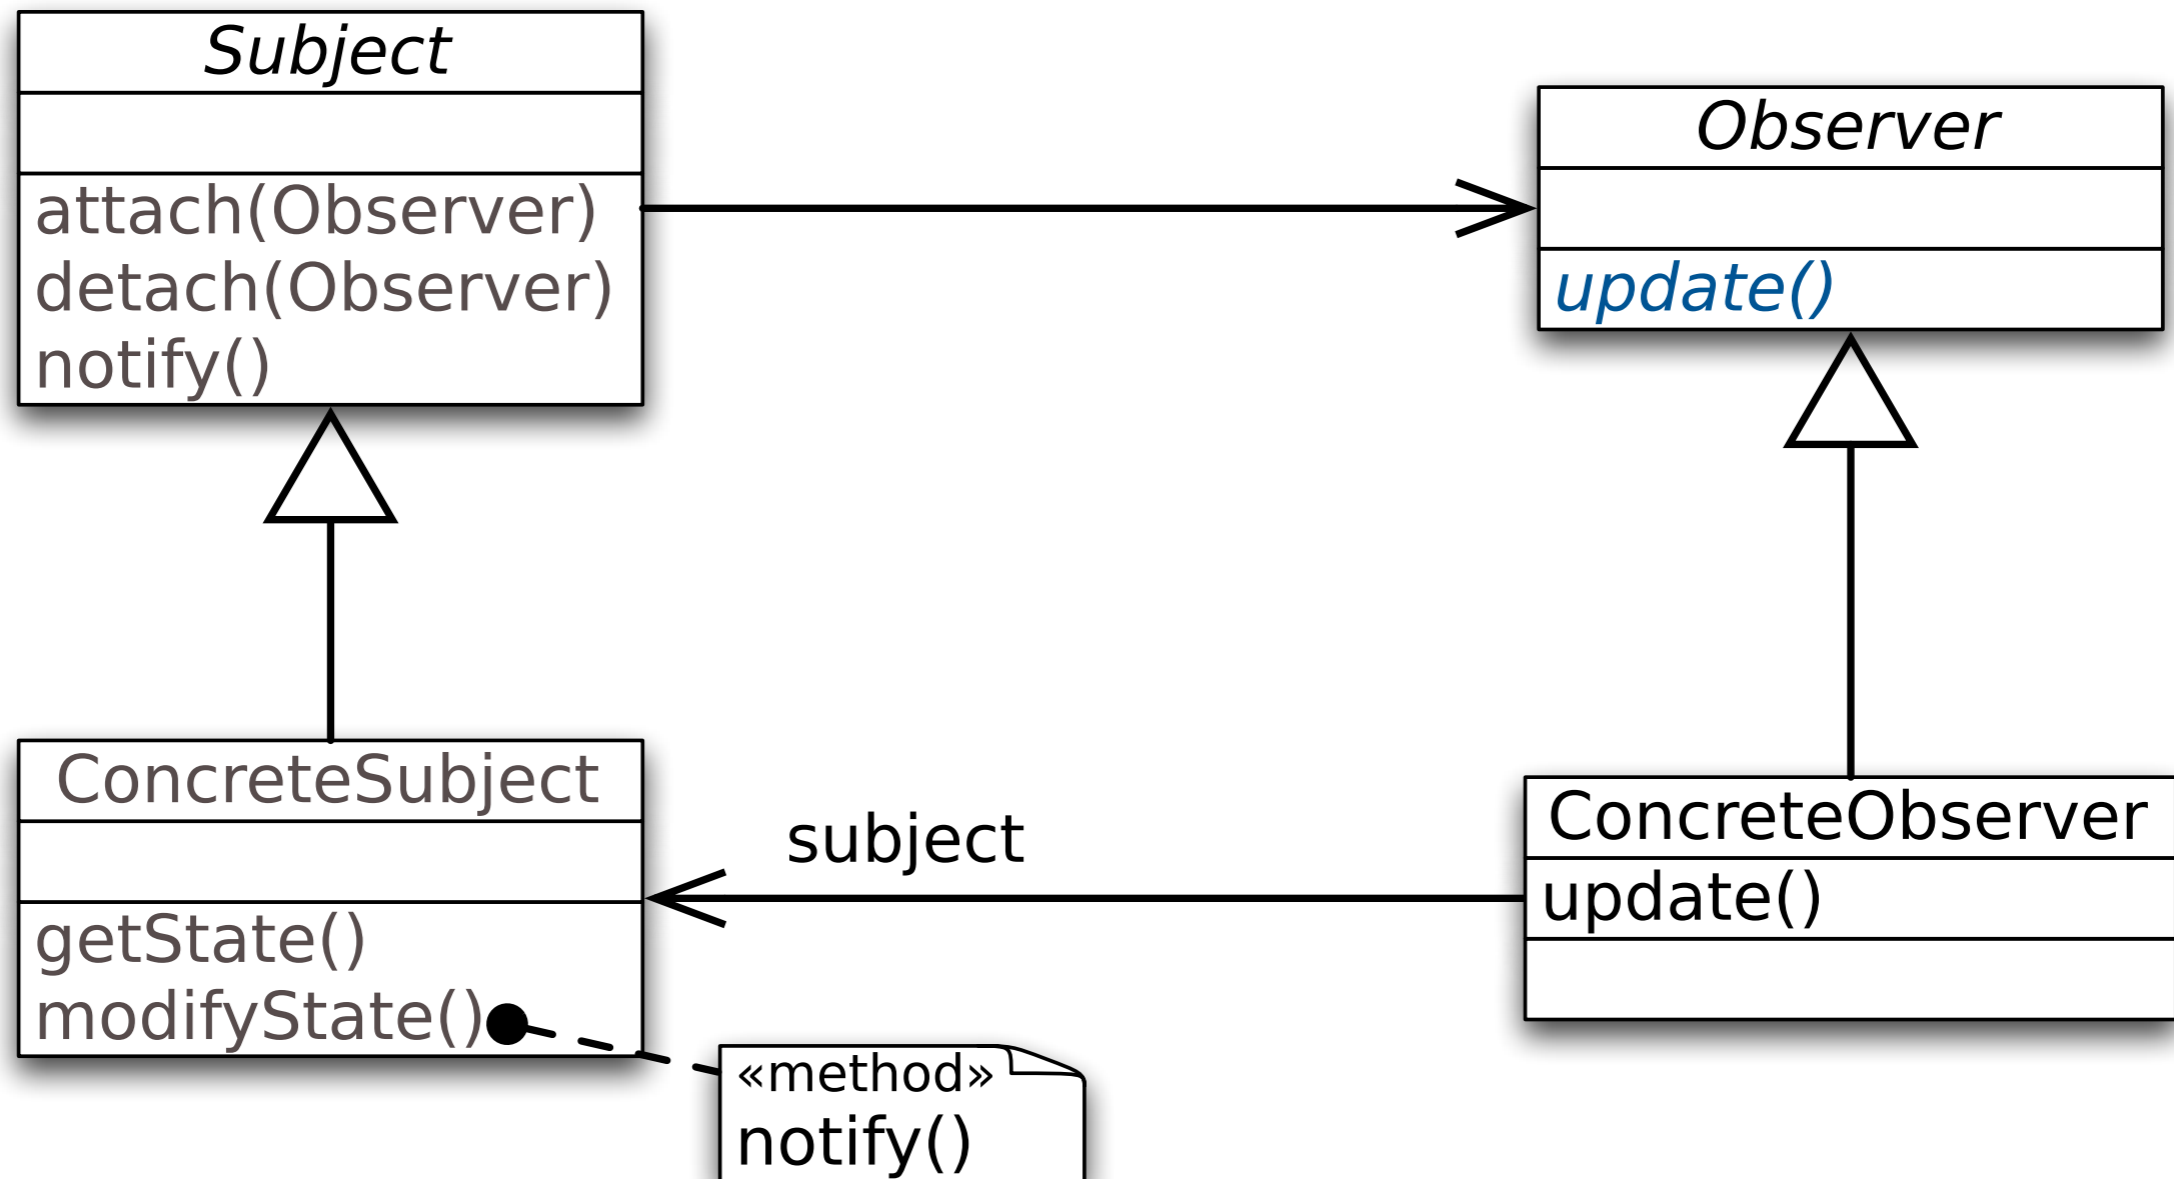 Subject
attach(Observer)
detach(Observer)
notify()
Observer
update()
ConcreteSubject
getState()
modifyState()
subject
ConcreteObserver
update()
«method»
notify()